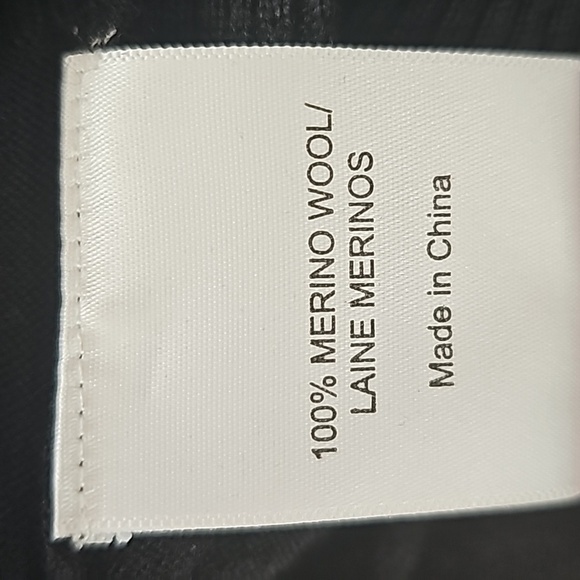 100% MERINO WOOL/
LAINE MERINOS
Made in China